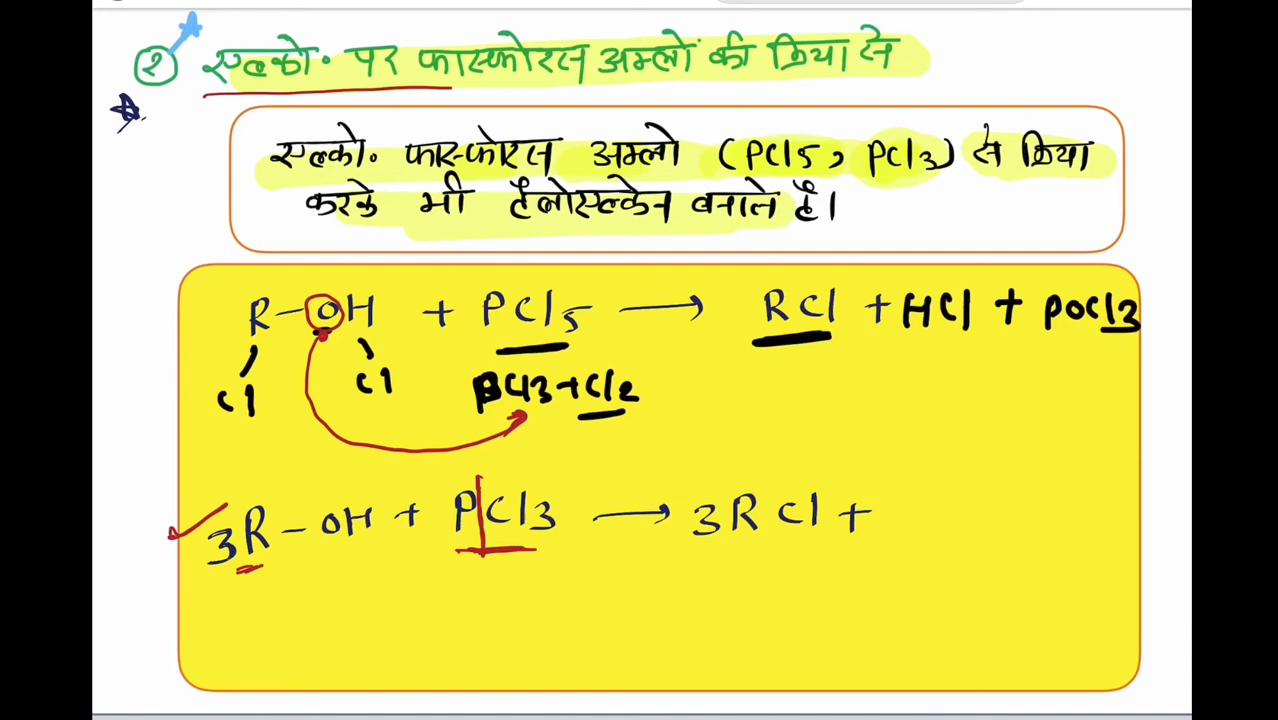 २ एल्को॰ पर फास्फोरस अम्लो की क्रिया से
एल्को॰ फास्फोरस अम्लो (PCl5, PCl3) से क्रिया
करके भी हैलोएल्केन बनाते है।
R-OH + PCl5 ⟶ RCl + HCl + POCl3
Cl Cl PCl3+Cl2
3R-OH + PCl3 ⟶ 3RCl +